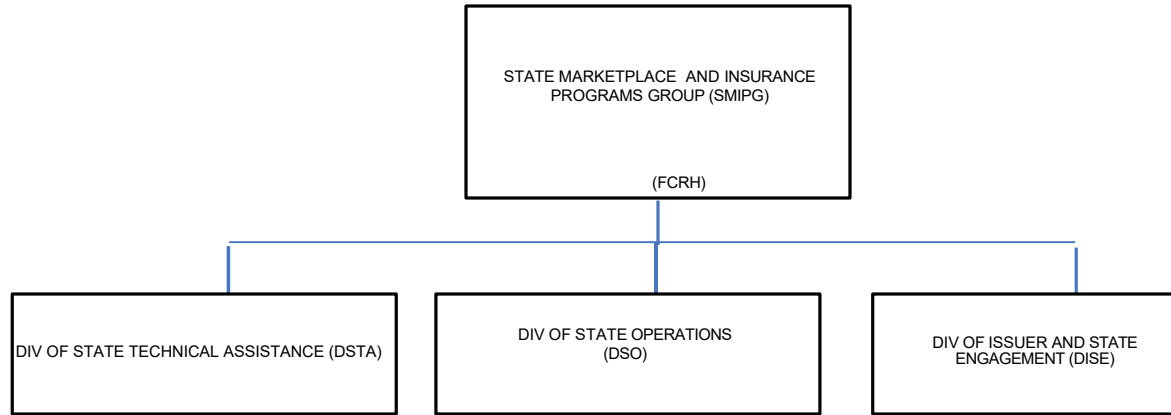 STATE MARKETPLACE AND INSURANCE
PROGRAMS GROUP (SMIPG)
(FCRH)
DIV OF STATE TECHNICAL ASSISTANCE (DSTA)
DIV OF STATE OPERATIONS
(DSO)
DIV OF ISSUER AND STATE
ENGAGEMENT (DISE)